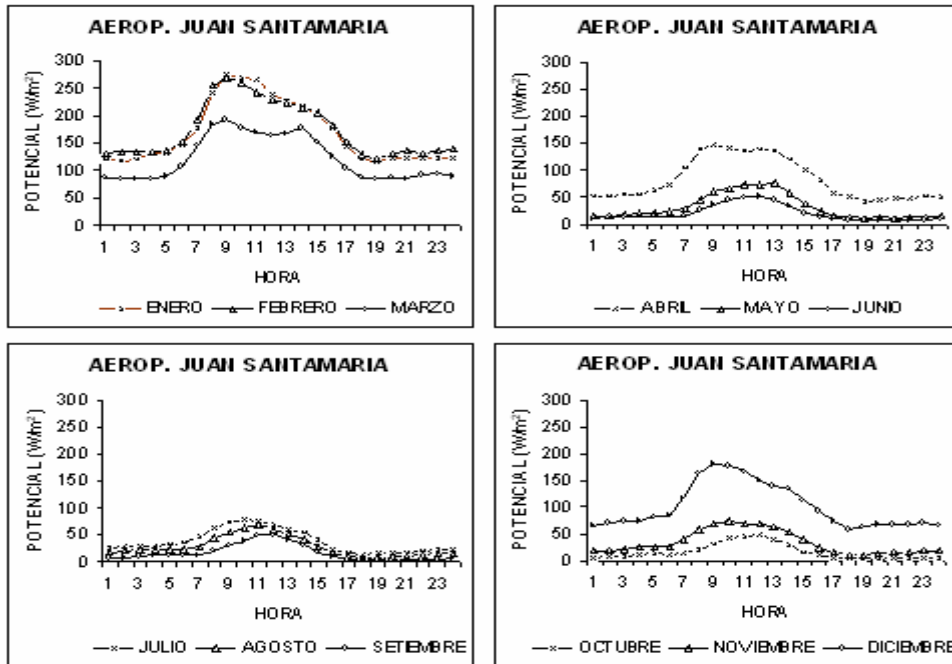 AEROP. JUAN SANTAMARIA
POTENCIAL (W/m²)
300
250
200
150
100
50
0
1 3 5 7 9 11 13 15 17 19 21 23
HORA
ENERO FEBRERO MARZO
AEROP. JUAN SANTAMARIA
POTENCIAL (W/m²)
300
250
200
150
100
50
0
1 3 5 7 9 11 13 15 17 19 21 23
HORA
ABRIL MAYO JUNIO
AEROP. JUAN SANTAMARIA
POTENCIAL (W/m²)
300
250
200
150
100
50
0
1 3 5 7 9 11 13 15 17 19 21 23
HORA
JULIO AGOSTO SETIEMBRE
AEROP. JUAN SANTAMARIA
POTENCIAL (W/m²)
300
250
200
150
100
50
0
1 3 5 7 9 11 13 15 17 19 21 23
HORA
OCTUBRE NOVIEMBRE DICIEMBRE